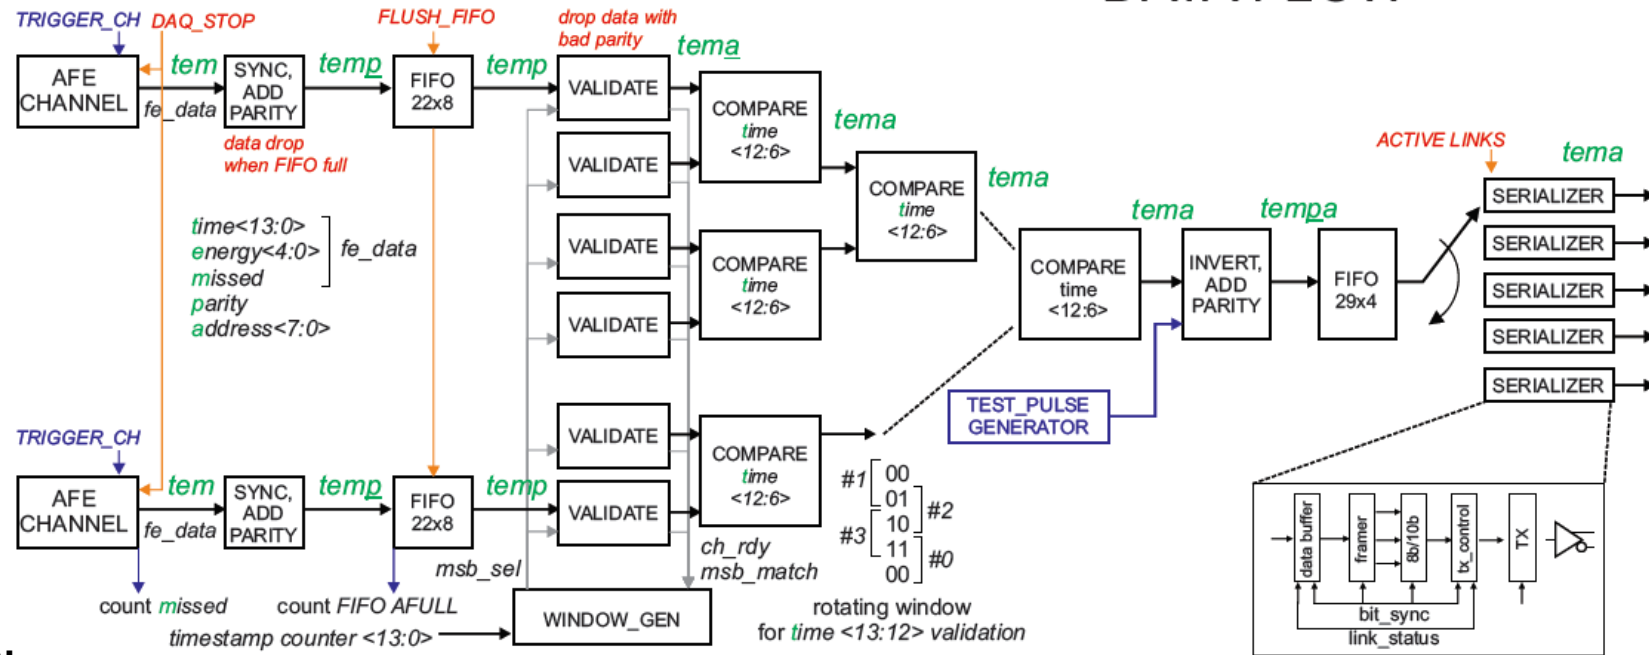 TRIGGER_CH
DAQ_STOP
FLUSH_FIFO
drop data with
bad parity
AFE
CHANNEL
tem
fe_data
SYNC,
ADD
PARITY
data drop
when FIFO full
temp
FIFO
22x8
temp
VALIDATE
VALIDATE
VALIDATE
VALIDATE
VALIDATE
VALIDATE
tema
COMPARE
time
<12:6>
COMPARE
time
<12:6>
tema
COMPARE
time
<12:6>
tema
COMPARE
time
<12:6>
tema
INVERT,
ADD
PARITY
tempa
FIFO
29x4
ACTIVE LINKS
tema
SERIALIZER
SERIALIZER
SERIALIZER
SERIALIZER
SERIALIZER
time<13:0>
energy<4:0>
missed
fe_data
parity
address<7:0>
TEST_PULSE
GENERATOR
TRIGGER_CH
AFE
CHANNEL
tem
fe_data
SYNC,
ADD
PARITY
temp
FIFO
22x8
temp
COMPARE
time
<12:6>
#1
00
01
#2
10
#3
11
#0
00
msb_sel
ch_rdy
msb_match
count missed
count FIFO AFULL
timestamp counter <13:0>
WINDOW_GEN
rotating window
for time <13:12> validation
data buffer
framer
8b/10b
tx_control
TX
bit_sync
link_status